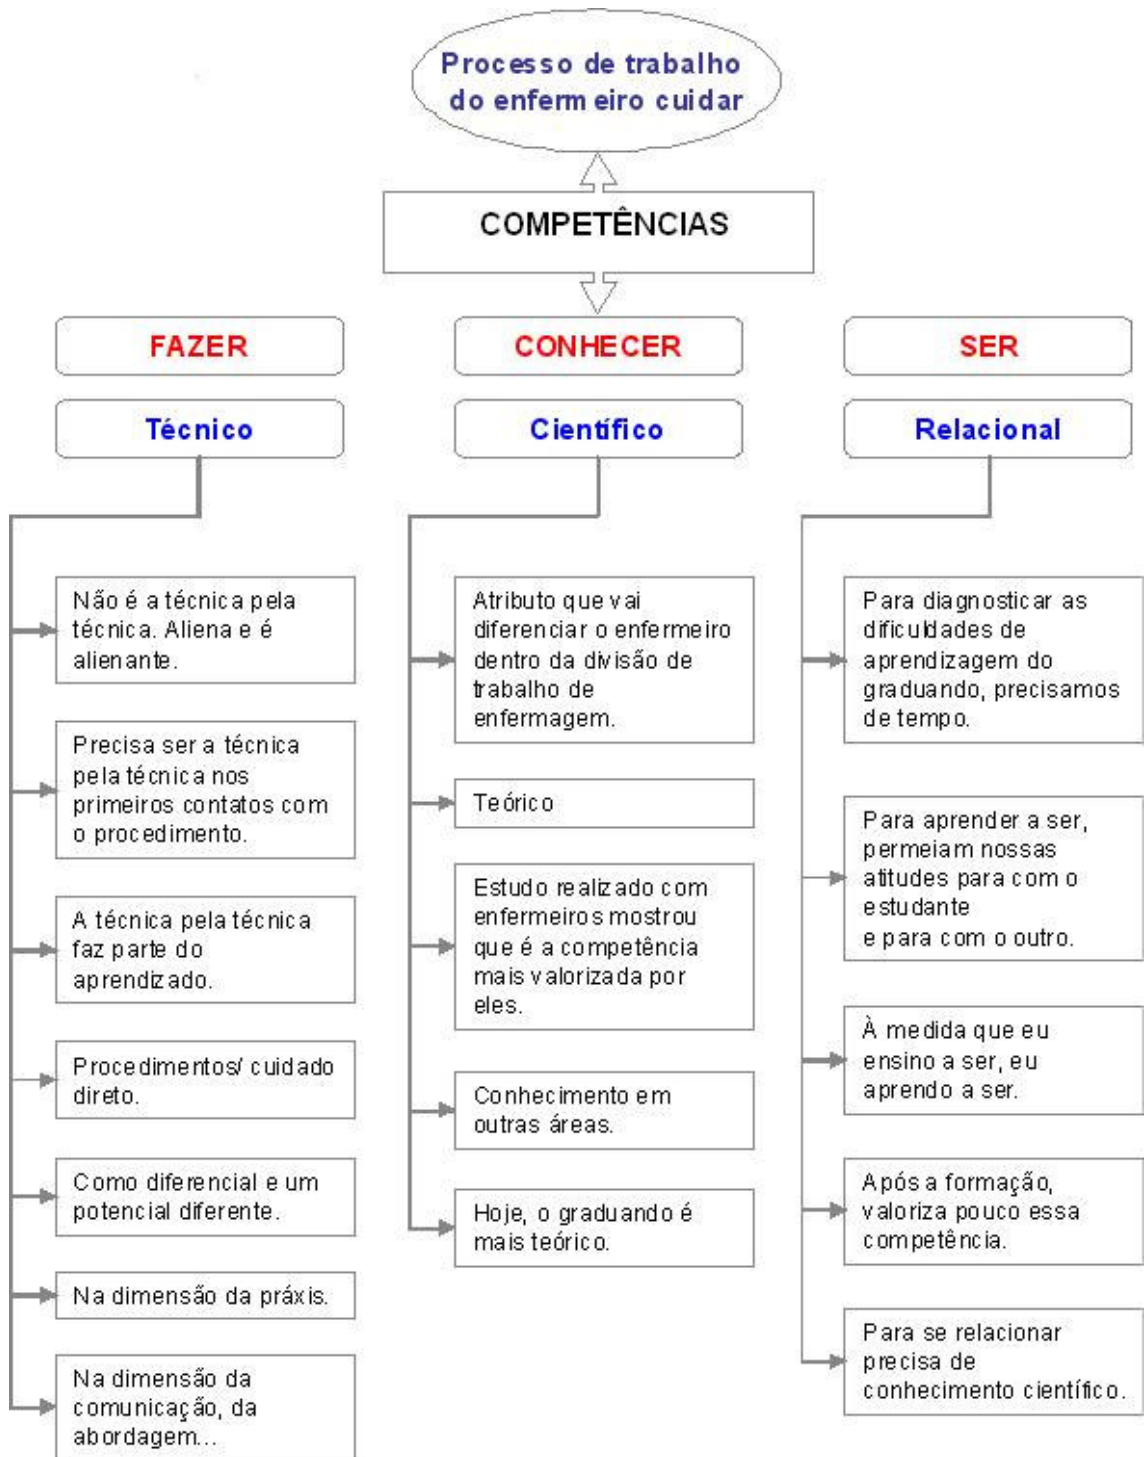 Processo de trabalho
do enfermeiro cuidar
COMPETÊNCIAS
FAZER
Técnico
Não é a técnica pela
técnica. Aliena e é
alienante.
Precisa ser a técnica
pela técnica nos
primeiros contatos com
o procedimento.
A técnica pela técnica
faz parte do
aprendizado.
Procedimentos/ cuidado
direto.
Como diferencial e um
potencial diferente.
Na dimensão da práxis.
Na dimensão da
comunicação, da
abordagem...
CONHECER
Científico
Atributo que vai
diferenciar o enfermeiro
dentro da divisão de
trabalho de
enfermagem.
Teórico
Estudo realizado com
enfermeiros mostrou
que é a competência
mais valorizada por
eles.
Conhecimento em
outras áreas.
Hoje, o graduando é
mais teórico.
SER
Relacional
Para diagnosticar as
dificuldades de
aprendizagem do
graduando, precisamos
de tempo.
Para aprender a ser,
permeiam nossas
atitudes para com o
estudante
e para com o outro.
À medida que eu
ensino a ser, eu
aprendo a ser.
Após a formação,
valoriza pouco essa
competência.
Para se relacionar
precisa de
conhecimento científico.